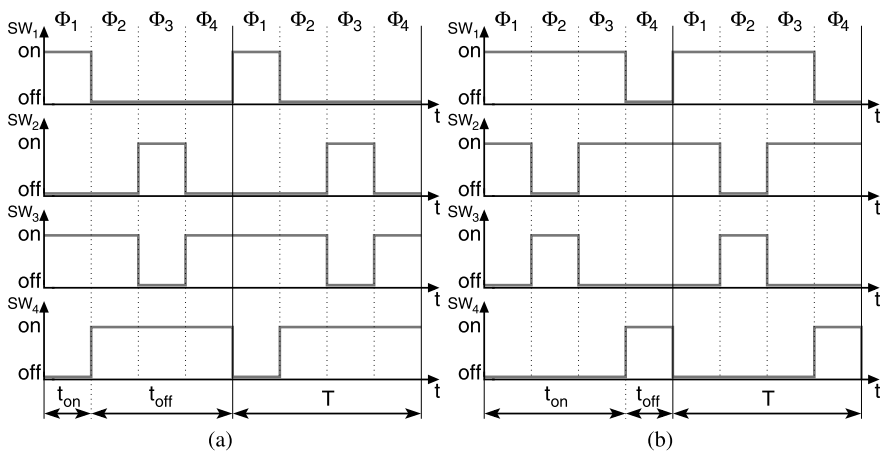 Φ1 Φ2 Φ3 Φ4 Φ1 Φ2 Φ3 Φ4
SW1
on
off
t
SW2
on
off
t
SW3
on
off
t
SW4
on
off
t
ton toff T
(a)
Φ1 Φ2 Φ3 Φ4 Φ1 Φ2 Φ3 Φ4
SW1
on
off
t
SW2
on
off
t
SW3
on
off
t
SW4
on
off
t
ton toff T
(b)